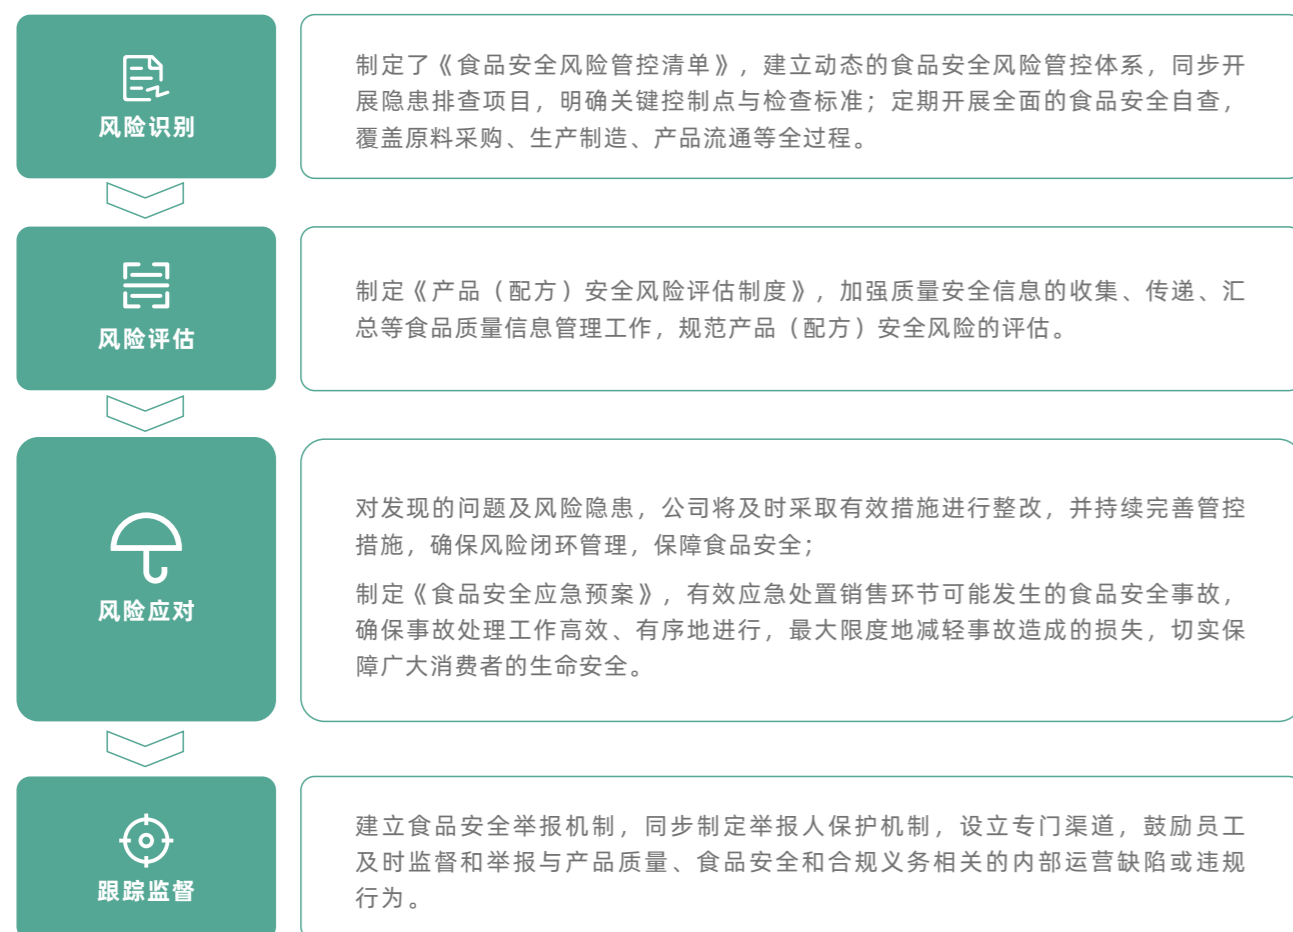 风险识别
制定了《食品安全风险管控清单》，建立动态的食品安全风险管控体系，同步开
展隐患排查项目，明确关键控制点与检查标准；定期开展全面的食品安全自查，
覆盖原料采购、生产制造、产品流通等全过程。
风险评估
制定《产品（配方）安全风险评估制度》，加强质量安全信息的收集、传递、汇
总等食品质量信息管理工作，规范产品（配方）安全风险的评估。
风险应对
对发现的问题及风险隐患，公司将及时采取有效措施进行整改，并持续完善管控
措施，确保风险闭环管理，保障食品安全；
制定《食品安全应急预案》，有效应急处置销售环节可能发生的食品安全事故，
确保事故处理工作高效、有序地进行，最大限度地减轻事故造成的损失，切实保
障广大消费者的生命安全。
跟踪监督
建立食品安全举报机制，同步制定举报人保护机制，设立专门渠道，鼓励员工
及时监督和举报与产品质量、食品安全和合规义务相关的内部运营缺陷或违规
行为。